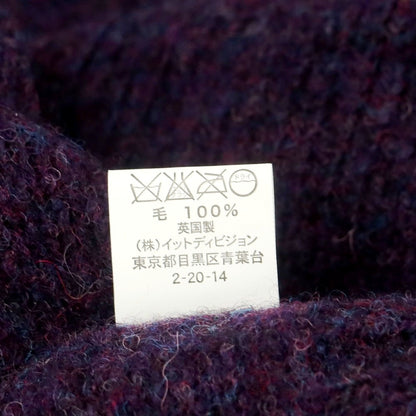 毛 100%
英国製
(株)イットディビジョン
東京都目黒区青葉台
2-20-14